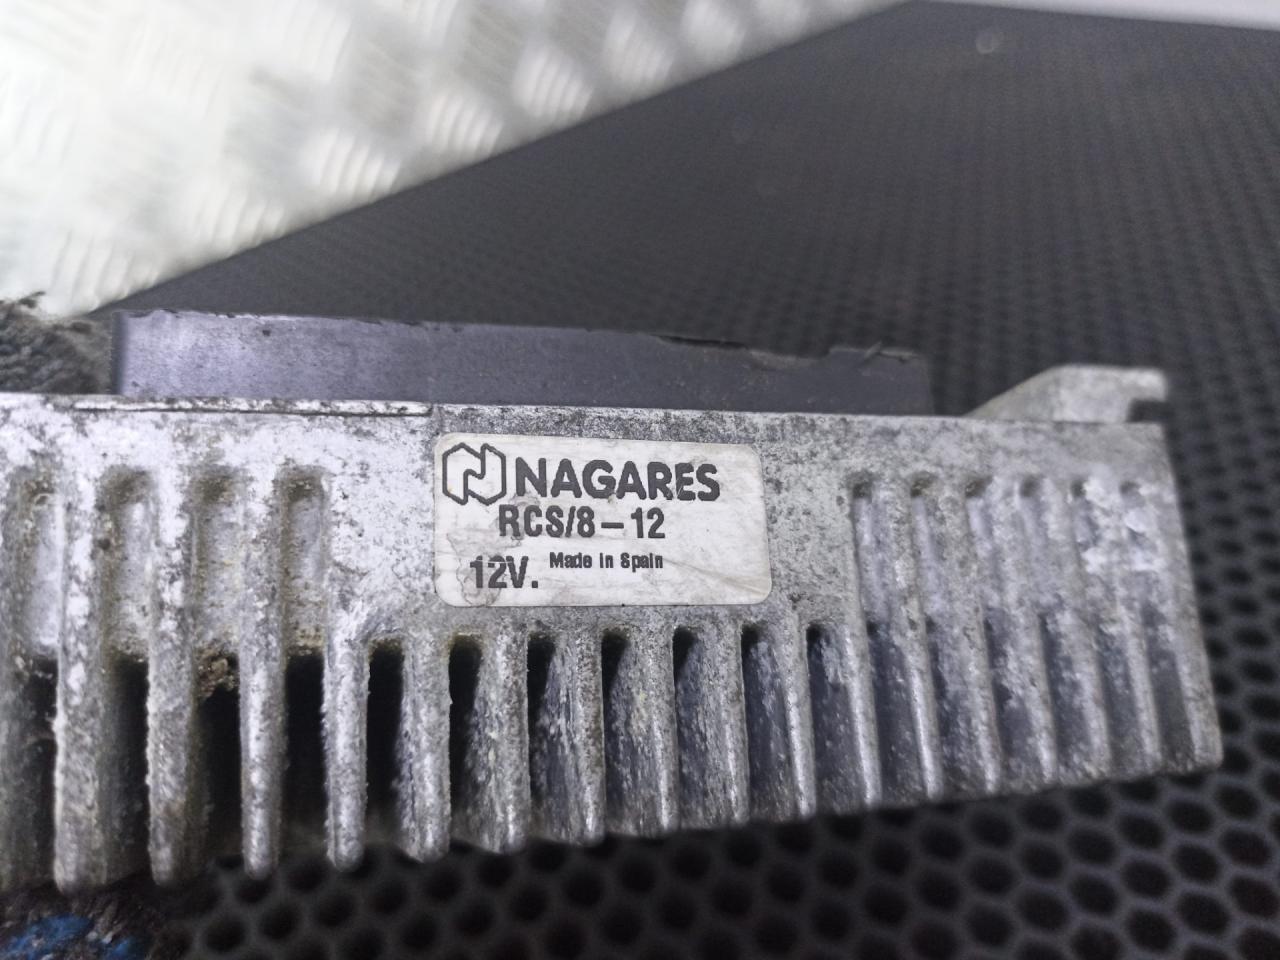 NAGARES
RCS/8-12
Made in Spain
12V.